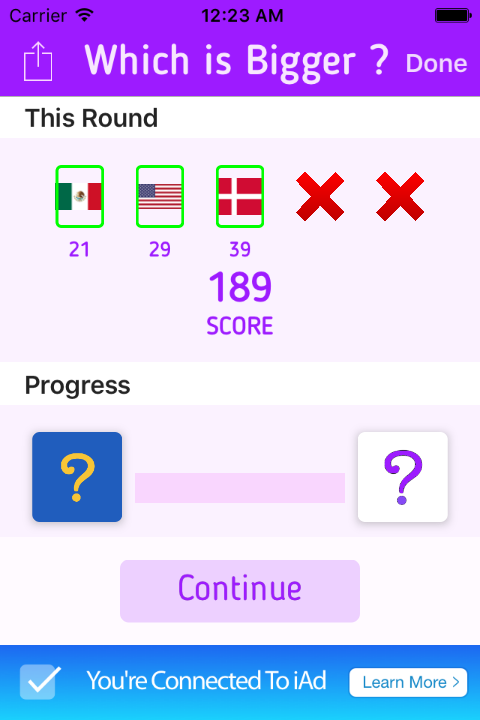 Carrier 12:23 AM
Which is Bigger ? Done
This Round
21 29 39
189
SCORE
Progress
? ?
Continue
You're Connected To iAd Learn More >